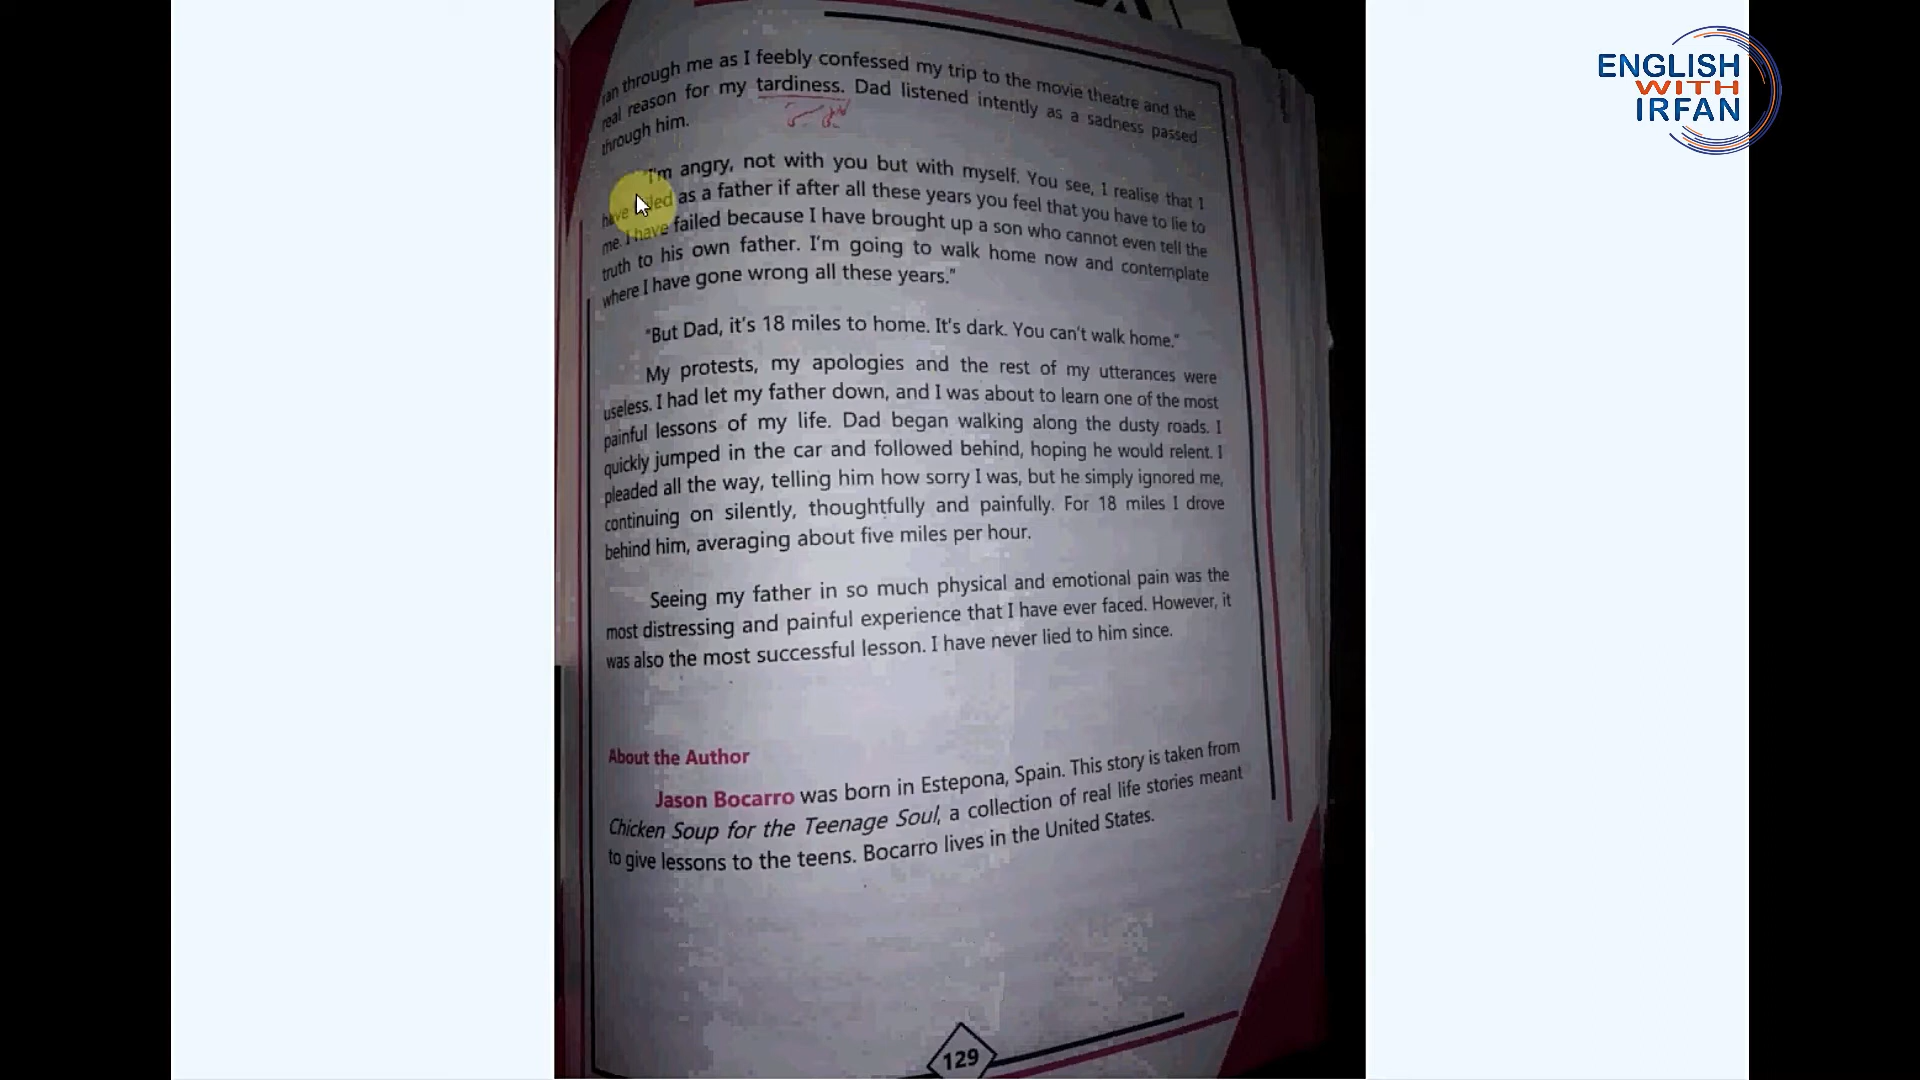 ran through me as I feebly confessed my trip to the movie theatre and the
real reason for my tardiness. Dad listened intently as a sadness passed
through him.
"I'm angry, not with you but with myself. You see, I realise that I
have failed as a father if after all these years you feel that you have to lie to
me. I have failed because I have brought up a son who cannot even tell the
truth to his own father. I'm going to walk home now and contemplate
where I have gone wrong all these years."
"But Dad, it's 18 miles to home. It's dark. You can't walk home."
My protests, my apologies and the rest of my utterances were
useless. I had let my father down, and I was about to learn one of the most
painful lessons of my life. Dad began walking along the dusty roads. I
quickly jumped in the car and followed behind, hoping he would relent. I
pleaded all the way, telling him how sorry I was, but he simply ignored me,
continuing on silently, thoughtfully and painfully. For 18 miles I drove
behind him, averaging about five miles per hour.
Seeing my father in so much physical and emotional pain was the
most distressing and painful experience that I have ever faced. However, it
was also the most successful lesson. I have never lied to him since.
About the Author
Jason Bocarro was born in Estepona, Spain. This story is taken from
Chicken Soup for the Teenage Soul, a collection of real life stories meant
to give lessons to the teens. Bocarro lives in the United States.
129
ENGLISH
WITH
IRFAN